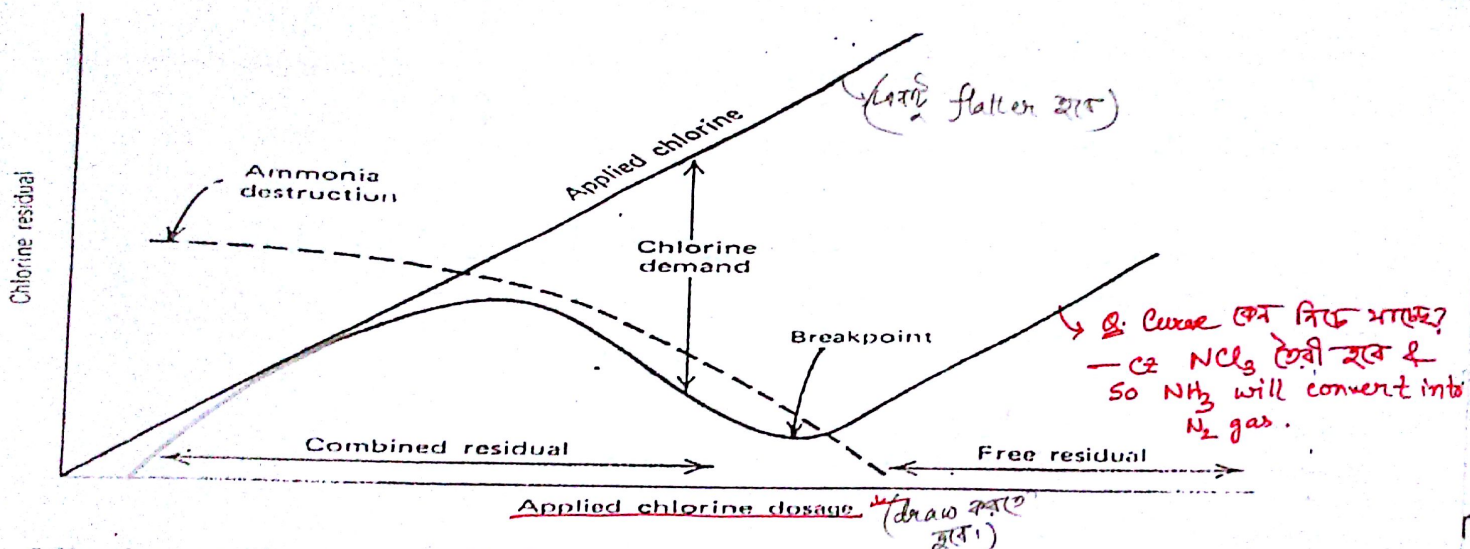 Applied chlorine
flatter হবে)
Ammonia
destruction
Chlorine residual
Chlorine
demand
Breakpoint
Q. Curve কেন নিচে যাচ্ছে?
— cz NCl₃ তৈরী হবে &
So NH₃ will convert into
N₂ gas.
Combined residual
Free residual
Applied chlorine dosage
(draw করতে
হবে।)